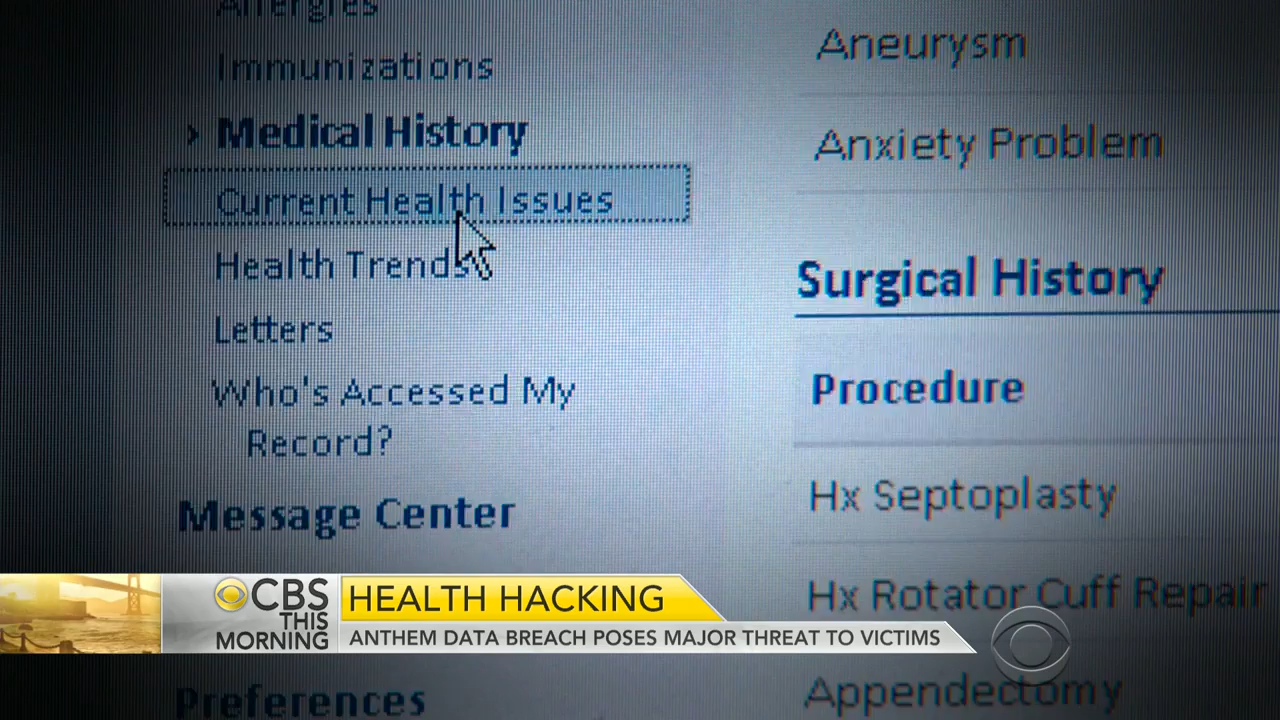 Allergies
Immunizations
› Medical History
Current Health Issues
Health Trends
Letters
Who's Accessed My
Record?
Message Center
Preferences
Aneurysm
Anxiety Problem
Surgical History
Procedure
Hx Septoplasty
Hx Rotator Cuff Repair
Appendectomy
CBS
THIS
MORNING
HEALTH HACKING
ANTHEM DATA BREACH POSES MAJOR THREAT TO VICTIMS